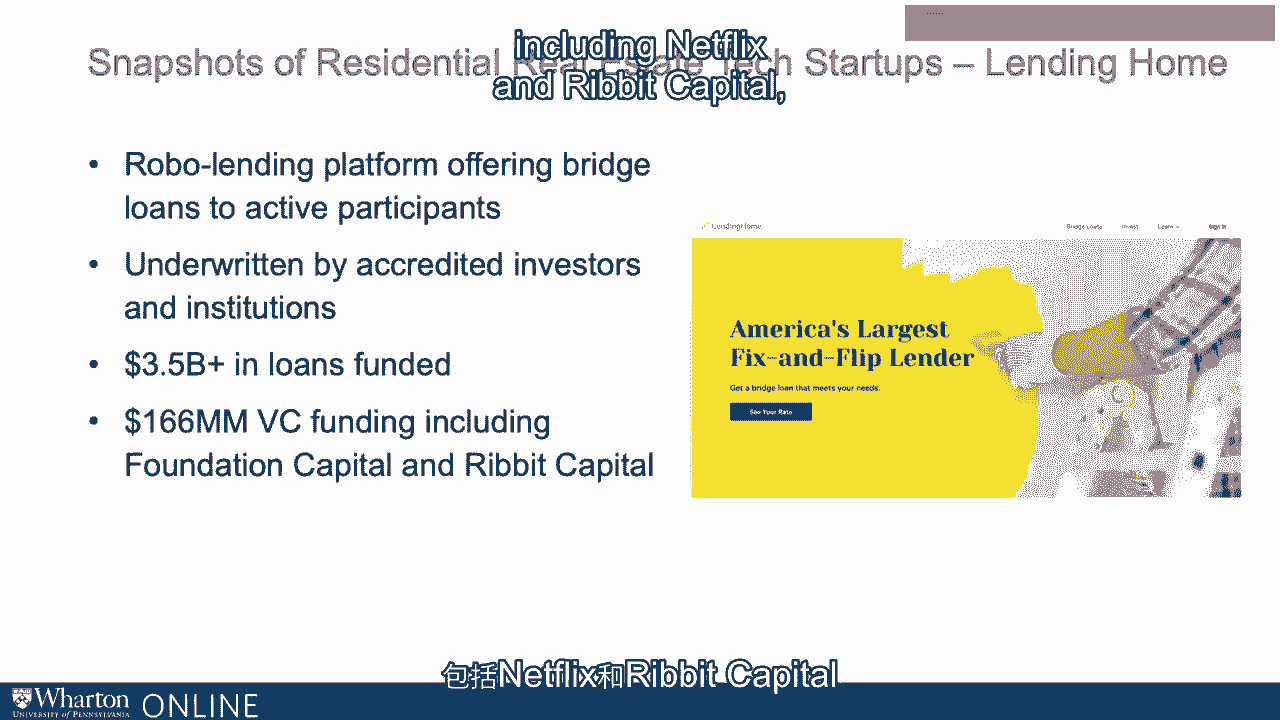 ......
including Netflix
Snapshots of Residential Real Estate Tech Startups – Lending Home
and Ribbit Capital,
• Robo-lending platform offering bridge
loans to active participants
• Underwritten by accredited investors
and institutions
• $3.5B+ in loans funded
• $166MM VC funding including
Foundation Capital and Ribbit Capital
LendingHome
Bridge Loans Invest Learn Sign In
America's Largest
Fix-and-Flip Lender
Get a bridge loan that meets your needs.
See Your Rate
包括Netflix和Ribbit Capital
Wharton
UNIVERSITY of PENNSYLVANIA
ONLINE